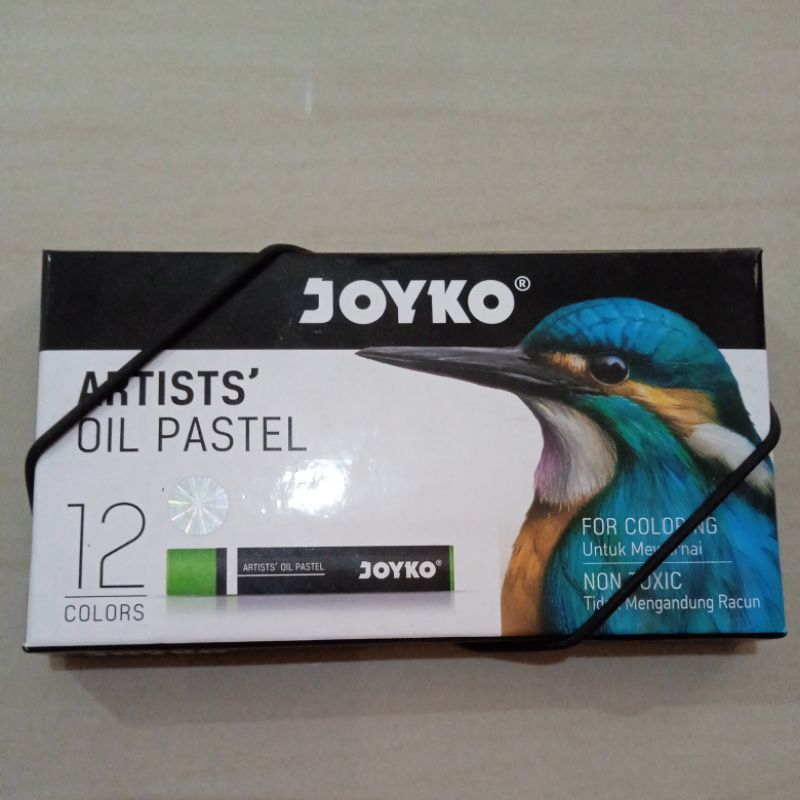 JOYKO®
ARTISTS'
OIL PASTEL
12
COLORS
ARTISTS' OIL PASTEL
JOYKO®
FOR COLORING
Untuk Mewarnai
NON TOXIC
Tidak Mengandung Racun